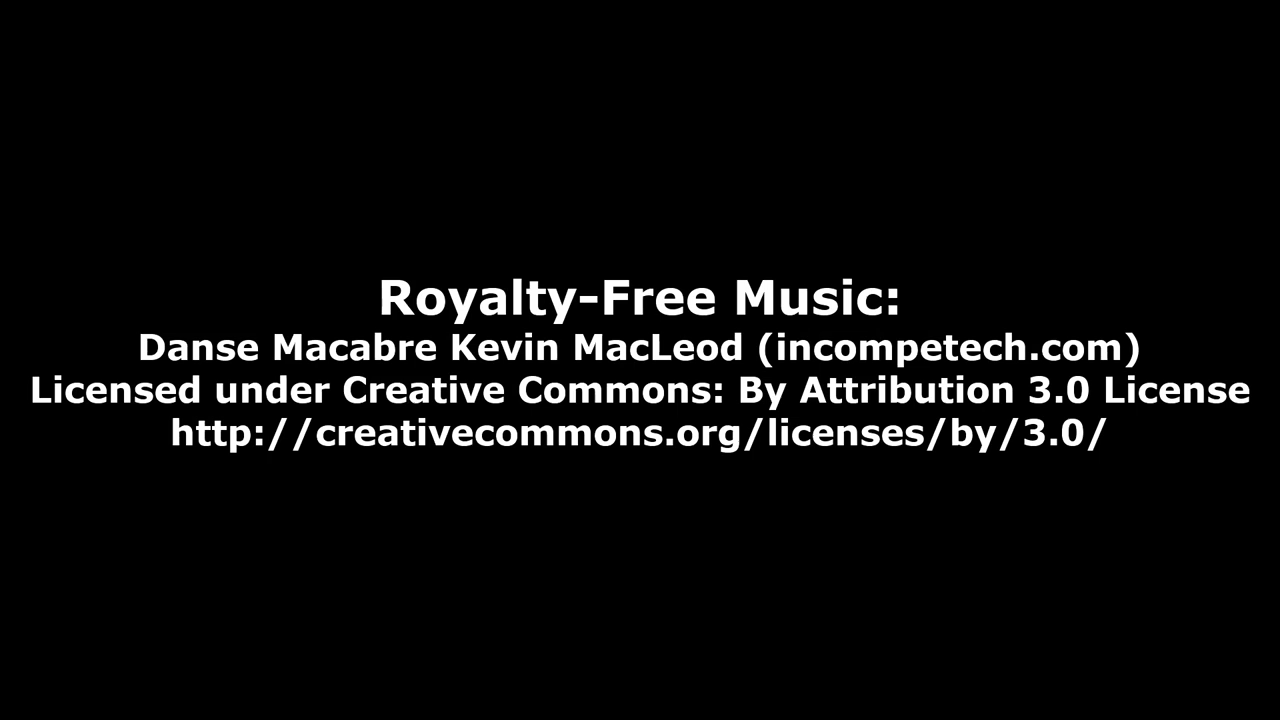 Royalty-Free Music:
Danse Macabre Kevin MacLeod (incompetech.com)
Licensed under Creative Commons: By Attribution 3.0 License
http://creativecommons.org/licenses/by/3.0/